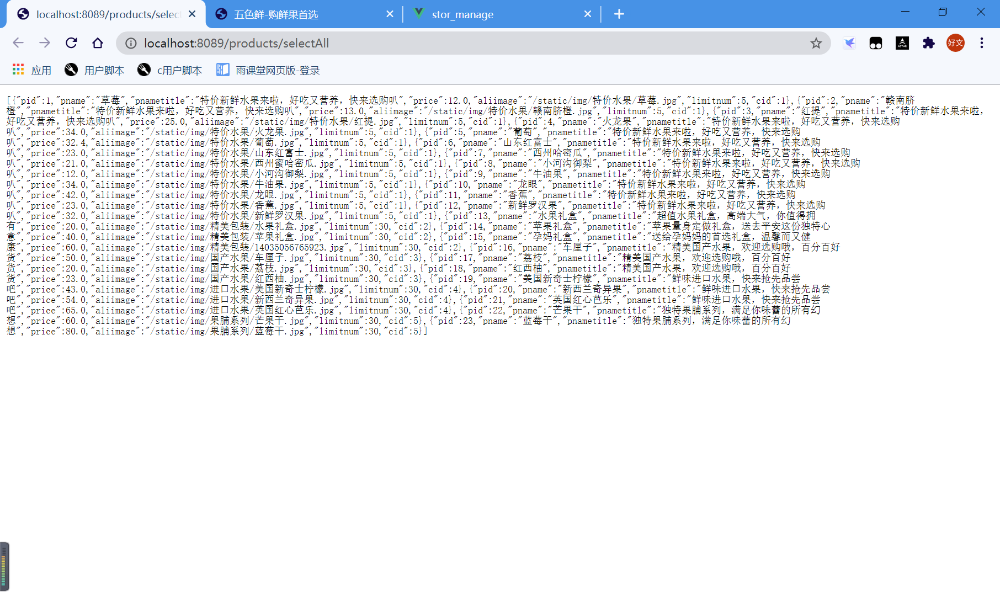 localhost:8089/products/selec
五色鲜-购鲜果首选
stor_manage
localhost:8089/products/selectAll
ASTAR
好文
应用
用户脚本
c用户脚本
雨课堂网页版-登录
[{"pid":1,"pname":"草莓","pnametitle":"特价新鲜水果来啦，好吃又营养，快来选购叭","price":12.0,"aliimage":"/static/img/特价水果/草莓.jpg","limitnum":5,"cid":1},{"pid":2,"pname":"赣南脐
橙","pnametitle":"特价新鲜水果来啦，好吃又营养，快来选购叭","price":13.0,"aliimage":"/static/img/特价水果/赣南脐橙.jpg","limitnum":5,"cid":1},{"pid":3,"pname":"红提","pnametitle":"特价新鲜水果来啦，
好吃又营养，快来选购叭","price":25.0,"aliimage":"/static/img/特价水果/红提.jpg","limitnum":5,"cid":1},{"pid":4,"pname":"火龙果","pnametitle":"特价新鲜水果来啦，好吃又营养，快来选购
叭","price":34.0,"aliimage":"/static/img/特价水果/火龙果.jpg","limitnum":5,"cid":1},{"pid":5,"pname":"葡萄","pnametitle":"特价新鲜水果来啦，好吃又营养，快来选购
叭","price":32.4,"aliimage":"/static/img/特价水果/葡萄.jpg","limitnum":5,"cid":1},{"pid":6,"pname":"山东红富士","pnametitle":"特价新鲜水果来啦，好吃又营养，快来选购
叭","price":23.0,"aliimage":"/static/img/特价水果/山东红富士.jpg","limitnum":5,"cid":1},{"pid":7,"pname":"西州哈密瓜","pnametitle":"特价新鲜水果来啦，好吃又营养，快来选购
叭","price":21.0,"aliimage":"/static/img/特价水果/西州蜜哈密瓜.jpg","limitnum":5,"cid":1},{"pid":8,"pname":"小河沟御梨","pnametitle":"特价新鲜水果来啦，好吃又营养，快来选购
叭","price":12.0,"aliimage":"/static/img/特价水果/小河沟御梨.jpg","limitnum":5,"cid":1},{"pid":9,"pname":"牛油果","pnametitle":"特价新鲜水果来啦，好吃又营养，快来选购
叭","price":34.0,"aliimage":"/static/img/特价水果/牛油果.jpg","limitnum":5,"cid":1},{"pid":10,"pname":"龙眼","pnametitle":"特价新鲜水果来啦，好吃又营养，快来选购
叭","price":42.0,"aliimage":"/static/img/特价水果/龙眼.jpg","limitnum":5,"cid":1},{"pid":11,"pname":"香蕉","pnametitle":"特价新鲜水果来啦，好吃又营养，快来选购
叭","price":23.0,"aliimage":"/static/img/特价水果/香蕉.jpg","limitnum":5,"cid":1},{"pid":12,"pname":"新鲜罗汉果","pnametitle":"特价新鲜水果来啦，好吃又营养，快来选购
叭","price":32.0,"aliimage":"/static/img/特价水果/新鲜罗汉果.jpg","limitnum":5,"cid":1},{"pid":13,"pname":"水果礼盒","pnametitle":"超值水果礼盒，高端大气，你值得拥
有","price":20.0,"aliimage":"/static/img/精美包装/水果礼盒.jpg","limitnum":30,"cid":2},{"pid":14,"pname":"苹果礼盒","pnametitle":"苹果量身定做礼盒，送去平安这份独特心
意","price":40.0,"aliimage":"/static/img/精美包装/苹果礼盒.jpg","limitnum":30,"cid":2},{"pid":15,"pname":"孕妈礼盒","pnametitle":"送给孕妈妈的首选礼盒，温馨而又健
康","price":60.0,"aliimage":"/static/img/精美包装/14035056765923.jpg","limitnum":30,"cid":2},{"pid":16,"pname":"车厘子","pnametitle":"精美国产水果，欢迎选购哦，百分百好
货","price":50.0,"aliimage":"/static/img/国产水果/车厘子.jpg","limitnum":30,"cid":3},{"pid":17,"pname":"荔枝","pnametitle":"精美国产水果，欢迎选购哦，百分百好
货","price":20.0,"aliimage":"/static/img/国产水果/荔枝.jpg","limitnum":30,"cid":3},{"pid":18,"pname":"红西柚","pnametitle":"精美国产水果，欢迎选购哦，百分百好
货","price":23.0,"aliimage":"/static/img/国产水果/红西柚.jpg","limitnum":30,"cid":3},{"pid":19,"pname":"美国新奇士柠檬","pnametitle":"鲜味进口水果，快来抢先品尝
吧","price":43.0,"aliimage":"/static/img/进口水果/美国新奇士柠檬.jpg","limitnum":30,"cid":4},{"pid":20,"pname":"新西兰奇异果","pnametitle":"鲜味进口水果，快来抢先品尝
吧","price":54.0,"aliimage":"/static/img/进口水果/新西兰奇异果.jpg","limitnum":30,"cid":4},{"pid":21,"pname":"英国红心芭乐","pnametitle":"鲜味进口水果，快来抢先品尝
吧","price":65.0,"aliimage":"/static/img/进口水果/英国红心芭乐.jpg","limitnum":30,"cid":4},{"pid":22,"pname":"芒果干","pnametitle":"独特果脯系列，满足你味蕾的所有幻
想","price":60.0,"aliimage":"/static/img/果脯系列/芒果干.jpg","limitnum":30,"cid":5},{"pid":23,"pname":"蓝莓干","pnametitle":"独特果脯系列，满足你味蕾的所有幻
想","price":80.0,"aliimage":"/static/img/果脯系列/蓝莓干.jpg","limitnum":30,"cid":5}]